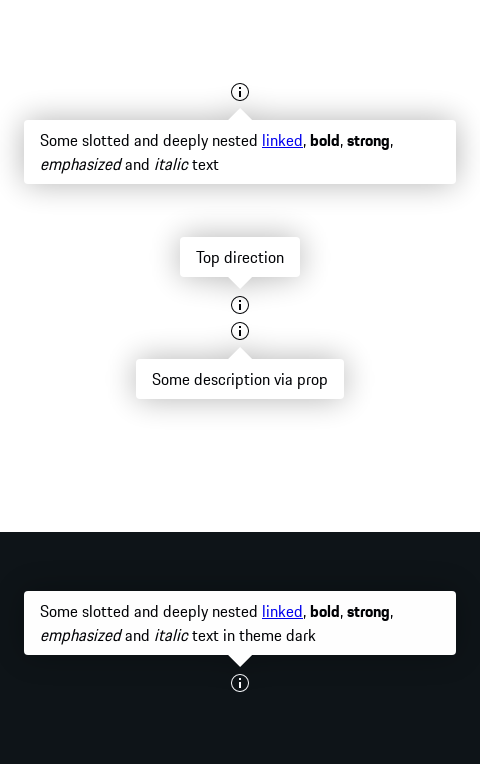 Some slotted and deeply nested linked, bold, strong,
emphasized and italic text
Top direction
Some description via prop
Some slotted and deeply nested linked, bold, strong,
emphasized and italic text in theme dark